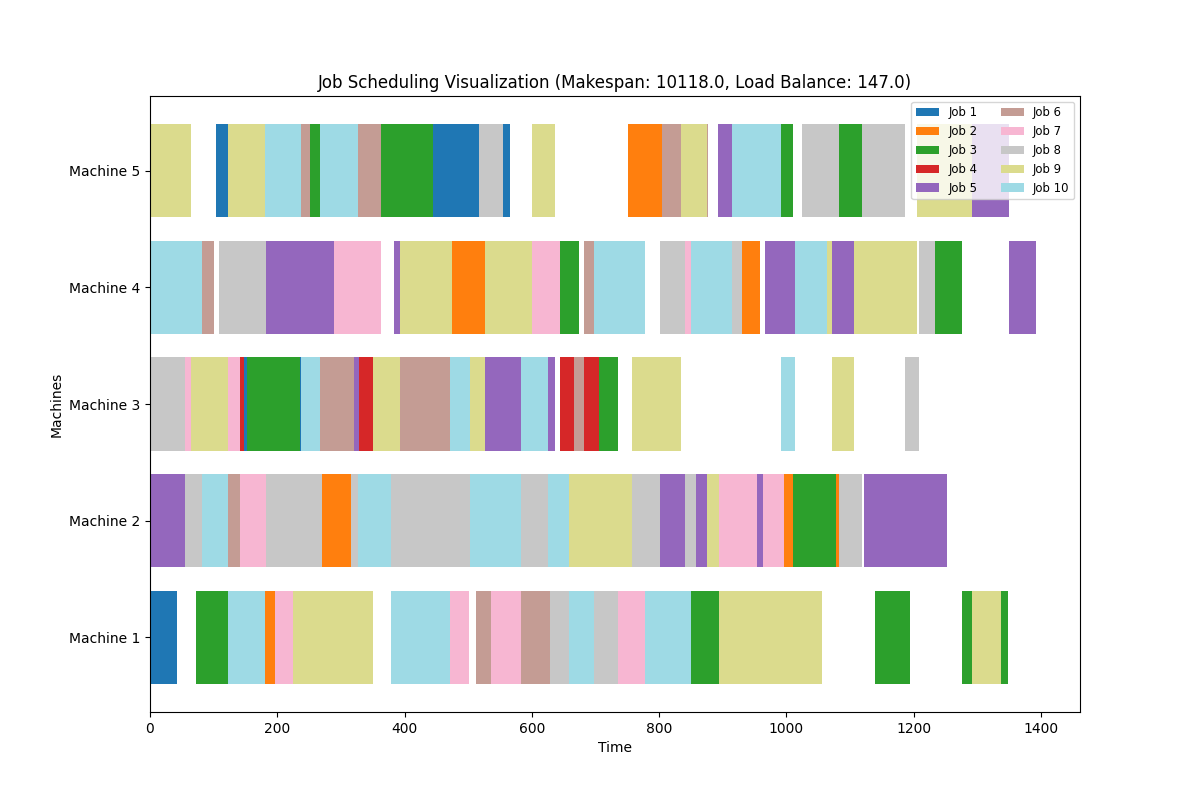 Job Scheduling Visualization (Makespan: 10118.0, Load Balance: 147.0)
Job 1 Job 6
Job 2 Job 7
Job 3 Job 8
Job 4 Job 9
Job 5 Job 10
Machine 5
Machine 4
Machine 3
Machine 2
Machine 1
Machines
0 200 400 600 800 1000 1200 1400
Time